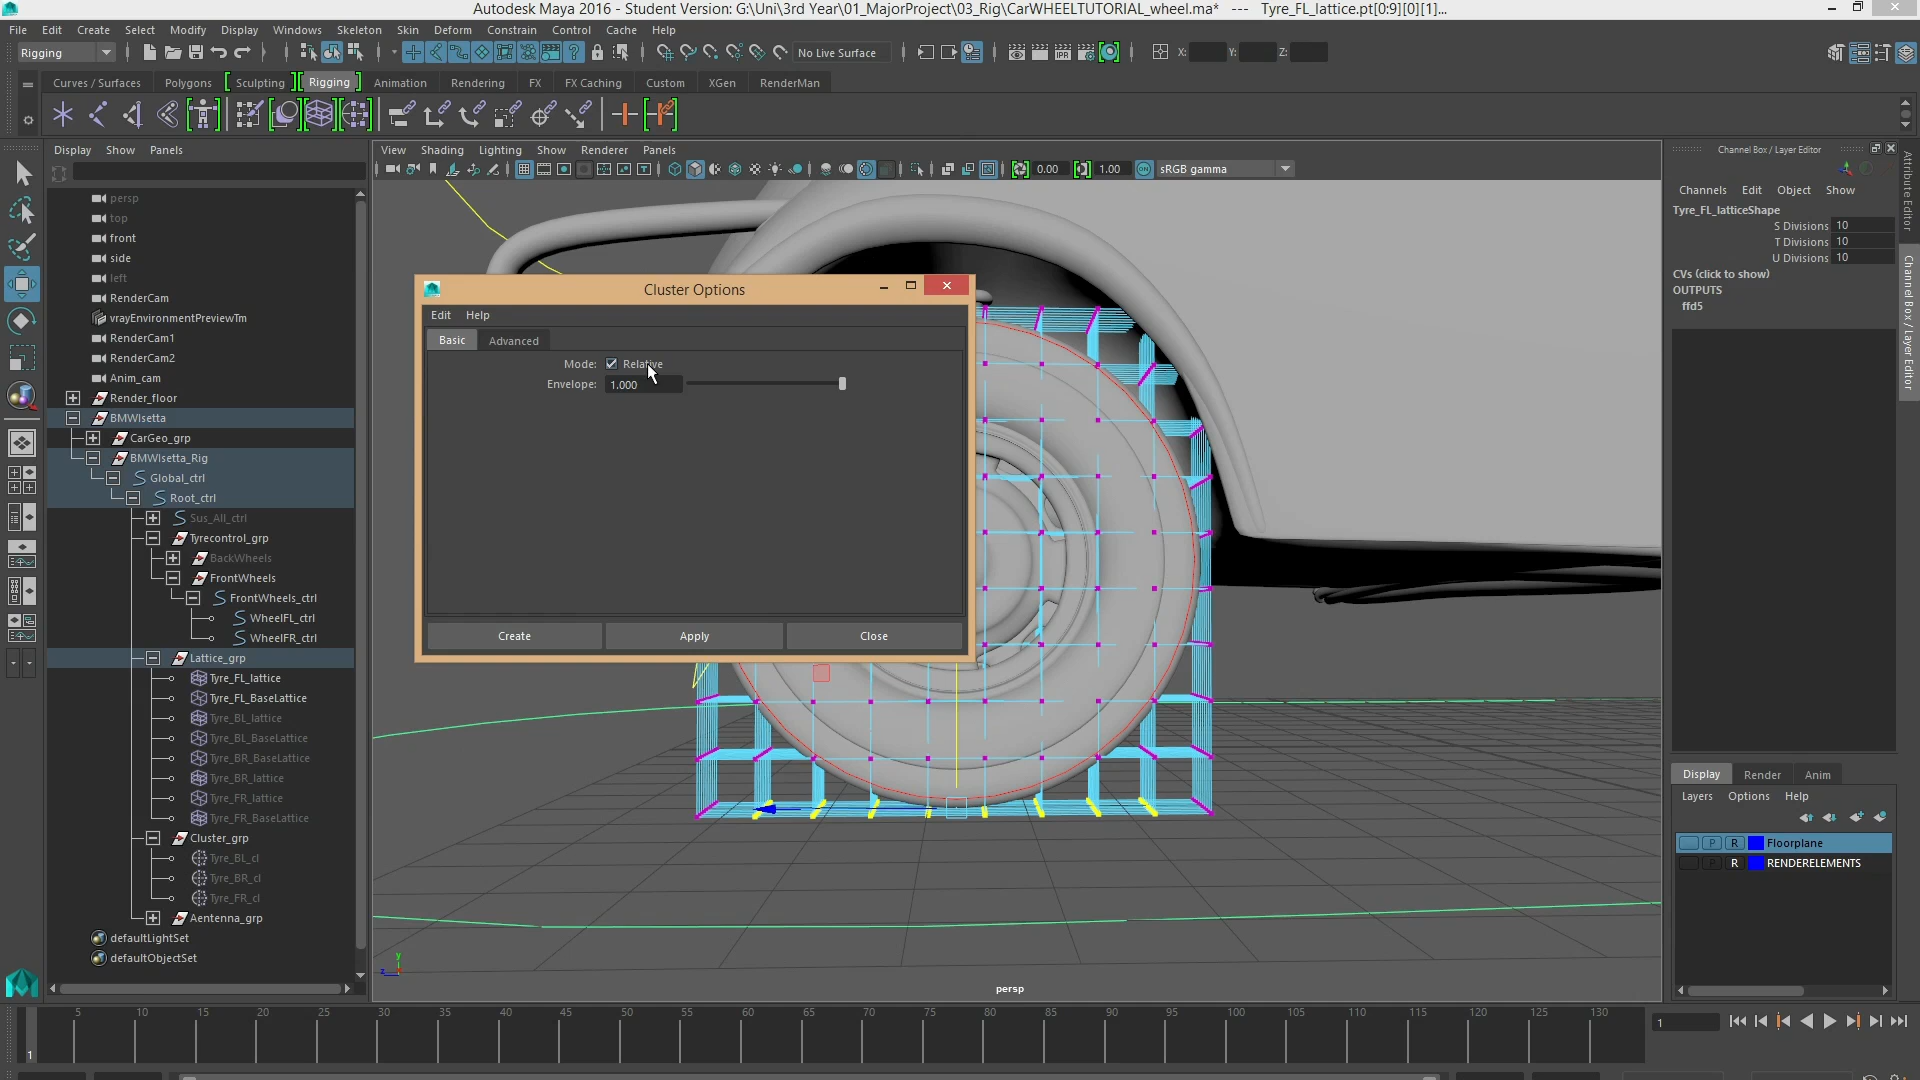 Autodesk Maya 2016 - Student Version: G:\Uni\3rd Year\01_MajorProject\03_Rig\CarWHEELTUTORIAL_wheel.ma* --- Tyre_FL_lattice.pt[0:9][0][1]...
File Edit Create Select Modify Display Windows Skeleton Skin Deform Constrain Control Cache Help
Rigging No Live Surface X: Y: Z:
Curves / Surfaces Polygons Sculpting Rigging Animation Rendering FX FX Caching Custom XGen RenderMan
Display Show Panels
View Shading Lighting Show Renderer Panels
0.00 1.00 sRGB gamma
persp
top
front
side
left
RenderCam
vrayEnvironmentPreviewTm
RenderCam1
RenderCam2
Anim_cam
Render_floor
BMWIsetta
CarGeo_grp
BMWIsetta_Rig
Global_ctrl
Root_ctrl
Sus_All_ctrl
Tyrecontrol_grp
BackWheels
FrontWheels
FrontWheels_ctrl
WheelFL_ctrl
WheelFR_ctrl
Lattice_grp
Tyre_FL_lattice
Tyre_FL_BaseLattice
Tyre_BL_lattice
Tyre_BL_BaseLattice
Tyre_BR_BaseLattice
Tyre_BR_lattice
Tyre_FR_lattice
Tyre_FR_BaseLattice
Cluster_grp
Tyre_BL_cl
Tyre_BR_cl
Tyre_FR_cl
Aentenna_grp
defaultLightSet
defaultObjectSet
Cluster Options
Edit Help
Basic Advanced
Mode: Relative
Envelope: 1.000
Create Apply Close
y
z
persp
Channel Box / Layer Editor
Channels Edit Object Show
Tyre_FL_latticeShape
S Divisions 10
T Divisions 10
U Divisions 10
CVs (click to show)
OUTPUTS
ffd5
Attribute Editor
Channel Box / Layer Editor
Display Render Anim
Layers Options Help
P R Floorplane
P R RENDERELEMENTS
5 10 15 20 25 30 35 40 45 50 55 60 65 70 75 80 85 90 95 100 105 110 115 120 125 130
1
1